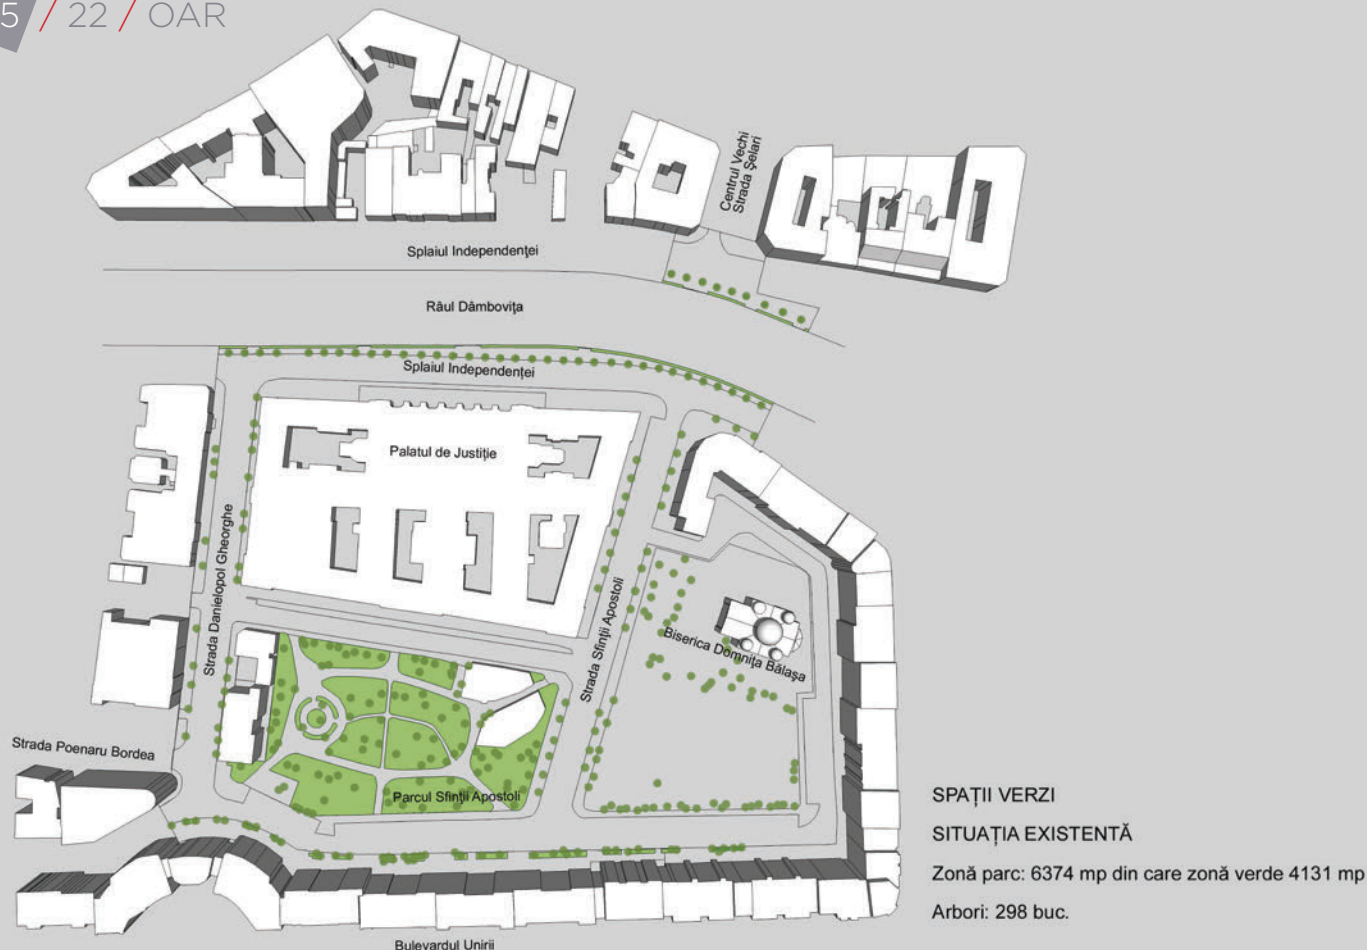 5 / 22 / OAR
Centrul Vechi
Strada Șelari
Splaiul Independenței
Râul Dâmbovița
Splaiul Independenței
Palatul de Justiție
Strada Danielopol Gheorghe
Strada Sfinții Apostoli
Biserica Domnița Bălașa
Strada Poenaru Bordea
Parcul Sfinții Apostoli
Bulevardul Unirii
SPAȚII VERZI
SITUAȚIA EXISTENTĂ
Zonă parc: 6374 mp din care zonă verde 4131 mp
Arbori: 298 buc.